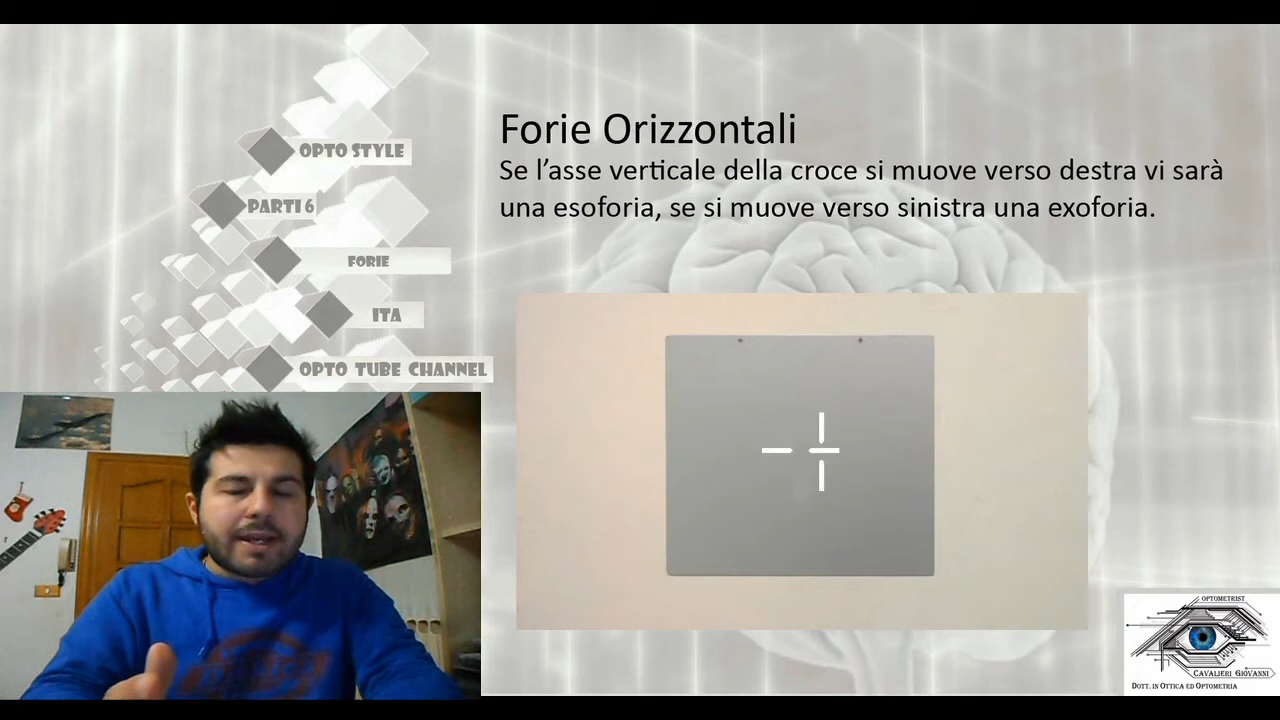 OPTO STYLE
PARTI 6
FORIE
ITA
OPTO TUBE CHANNEL
Forie Orizzontali
Se l’asse verticale della croce si muove verso destra vi sarà
una esoforia, se si muove verso sinistra una exoforia.
OPTOMETRIST
CAVALIERI GIOVANNI
DOTT. IN OTTICA ED OPTOMETRIA